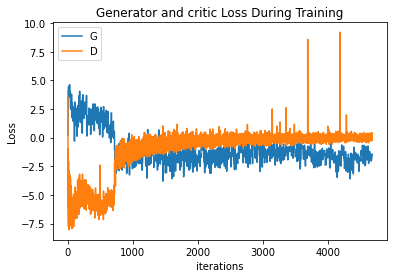 Generator and critic Loss During Training
G
D
10.0
7.5
5.0
2.5
0.0
−2.5
−5.0
−7.5
Loss
0
1000
2000
3000
4000
iterations